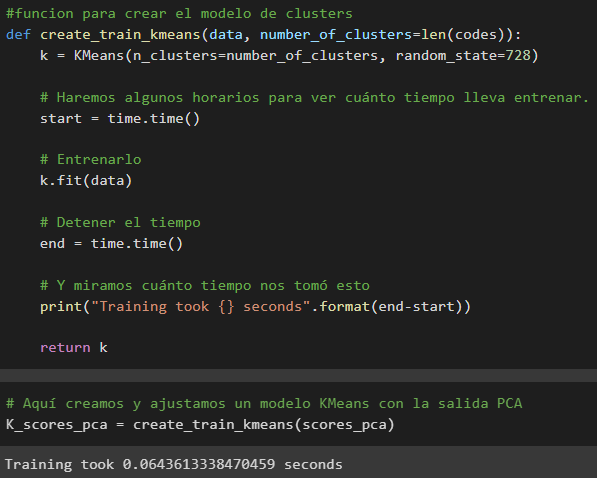 #funcion para crear el modelo de clusters
def create_train_kmeans(data, number_of_clusters=len(codes)):
    k = KMeans(n_clusters=number_of_clusters, random_state=728)
    # Haremos algunos horarios para ver cuánto tiempo lleva entrenar.
    start = time.time()
    # Entrenarlo
    k.fit(data)
    # Detener el tiempo
    end = time.time()
    # Y miramos cuánto tiempo nos tomó esto
    print("Training took {} seconds".format(end-start))
    return k
# Aquí creamos y ajustamos un modelo KMeans con la salida PCA
K_scores_pca = create_train_kmeans(scores_pca)
Training took 0.0643613338470459 seconds